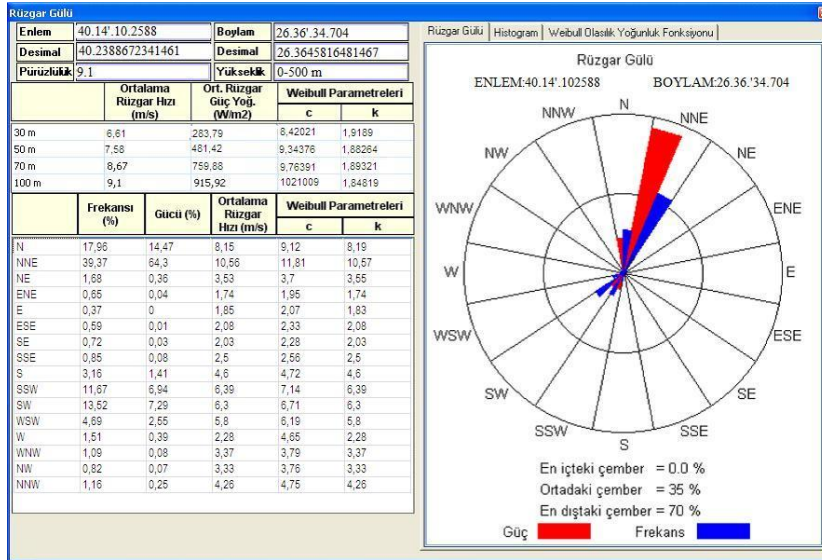 Rüzgar Gülü
Enlem 40.14'.10.2588 Boylam 26.36'.34.704
Desimal 40.2388672341461 Desimal 26.3645816481467
Pürüzlülük 9.1 Yükseklik 0-500 m
Ortalama Rüzgar Hızı (m/s) Ort. Rüzgar Güç Yoğ. (W/m2) Weibull Parametreleri
c k
30 m 6,61 283,79 8,42021 1,9189
50 m 7,58 481,42 9,34376 1,88264
70 m 8,67 759,88 9,76391 1,89321
100 m 9,1 915,92 1021009 1,84819
Frekansı (%) Gücü (%) Ortalama Rüzgar Hızı (m/s) Weibull Parametreleri
c k
N 17,96 14,47 8,15 9,12 8,19
NNE 39,37 64,3 10,56 11,81 10,57
NE 1,68 0,36 3,53 3,7 3,55
ENE 0,65 0,04 1,74 1,95 1,74
E 0,37 0 1,85 2,07 1,83
ESE 0,59 0,01 2,08 2,33 2,08
SE 0,72 0,03 2,03 2,28 2,03
SSE 0,85 0,08 2,5 2,56 2,5
S 3,16 1,41 4,6 4,72 4,6
SSW 11,67 6,94 6,39 7,14 6,39
SW 13,52 7,29 6,3 6,71 6,3
WSW 4,69 2,55 5,8 6,19 5,8
W 1,51 0,39 2,28 4,65 2,28
WNW 1,09 0,08 3,37 3,79 3,37
NW 0,82 0,07 3,33 3,76 3,33
NNW 1,16 0,25 4,26 4,75 4,26
Rüzgar Gülü Histogram Weibull Olasılık Yoğunluk Fonksiyonu
Rüzgar Gülü
ENLEM:40.14'.102588 BOYLAM:26.36.'34.704
N
NNW NNE
NW NE
WNW ENE
W E
WSW ESE
SW SE
SSW SSE
S
En içteki çember = 0.0 %
Ortadaki çember = 35 %
En dıştaki çember = 70 %
Güç Frekans